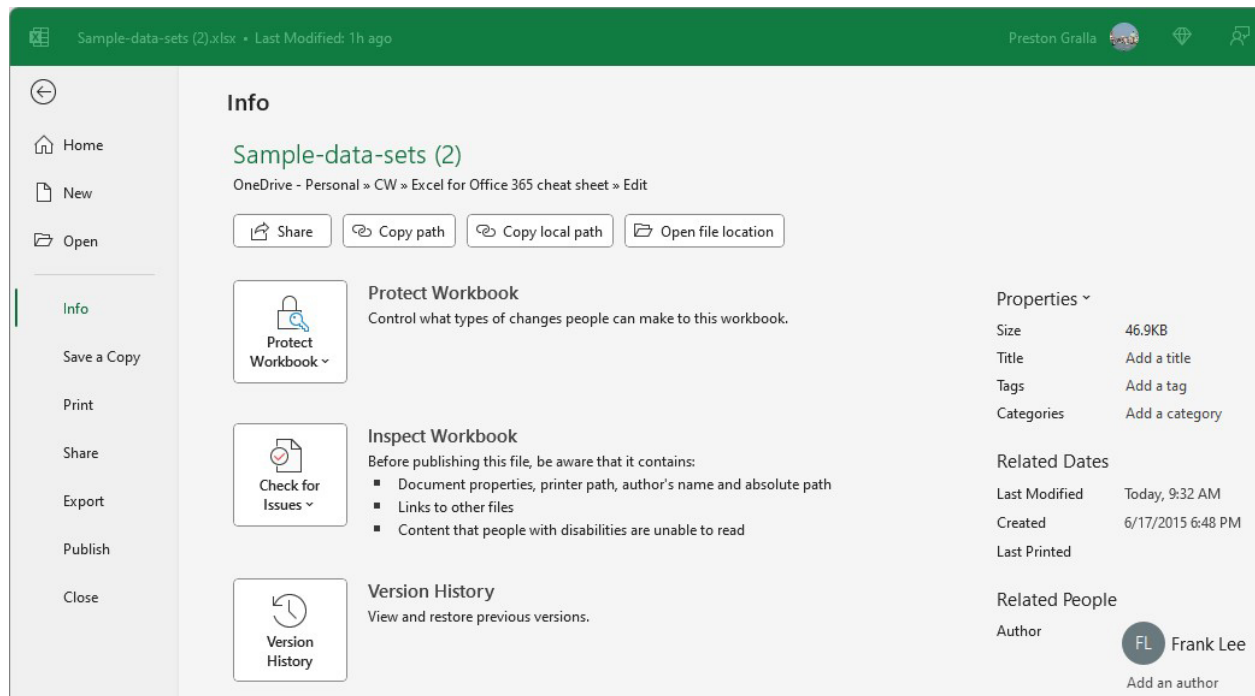 Sample-data-sets (2).xlsx • Last Modified: 1h ago
Preston Gralla
Info
Home
New
Open
Info
Save a Copy
Print
Share
Export
Publish
Close
Sample-data-sets (2)
OneDrive - Personal » CW » Excel for Office 365 cheat sheet » Edit
Share
Copy path
Copy local path
Open file location
Protect
Workbook
Protect Workbook
Control what types of changes people can make to this workbook.
Check for
Issues
Inspect Workbook
Before publishing this file, be aware that it contains:
Document properties, printer path, author's name and absolute path
Links to other files
Content that people with disabilities are unable to read
Version
History
Version History
View and restore previous versions.
Properties
Size 46.9KB
Title Add a title
Tags Add a tag
Categories Add a category
Related Dates
Last Modified Today, 9:32 AM
Created 6/17/2015 6:48 PM
Last Printed
Related People
Author FL Frank Lee
Add an author